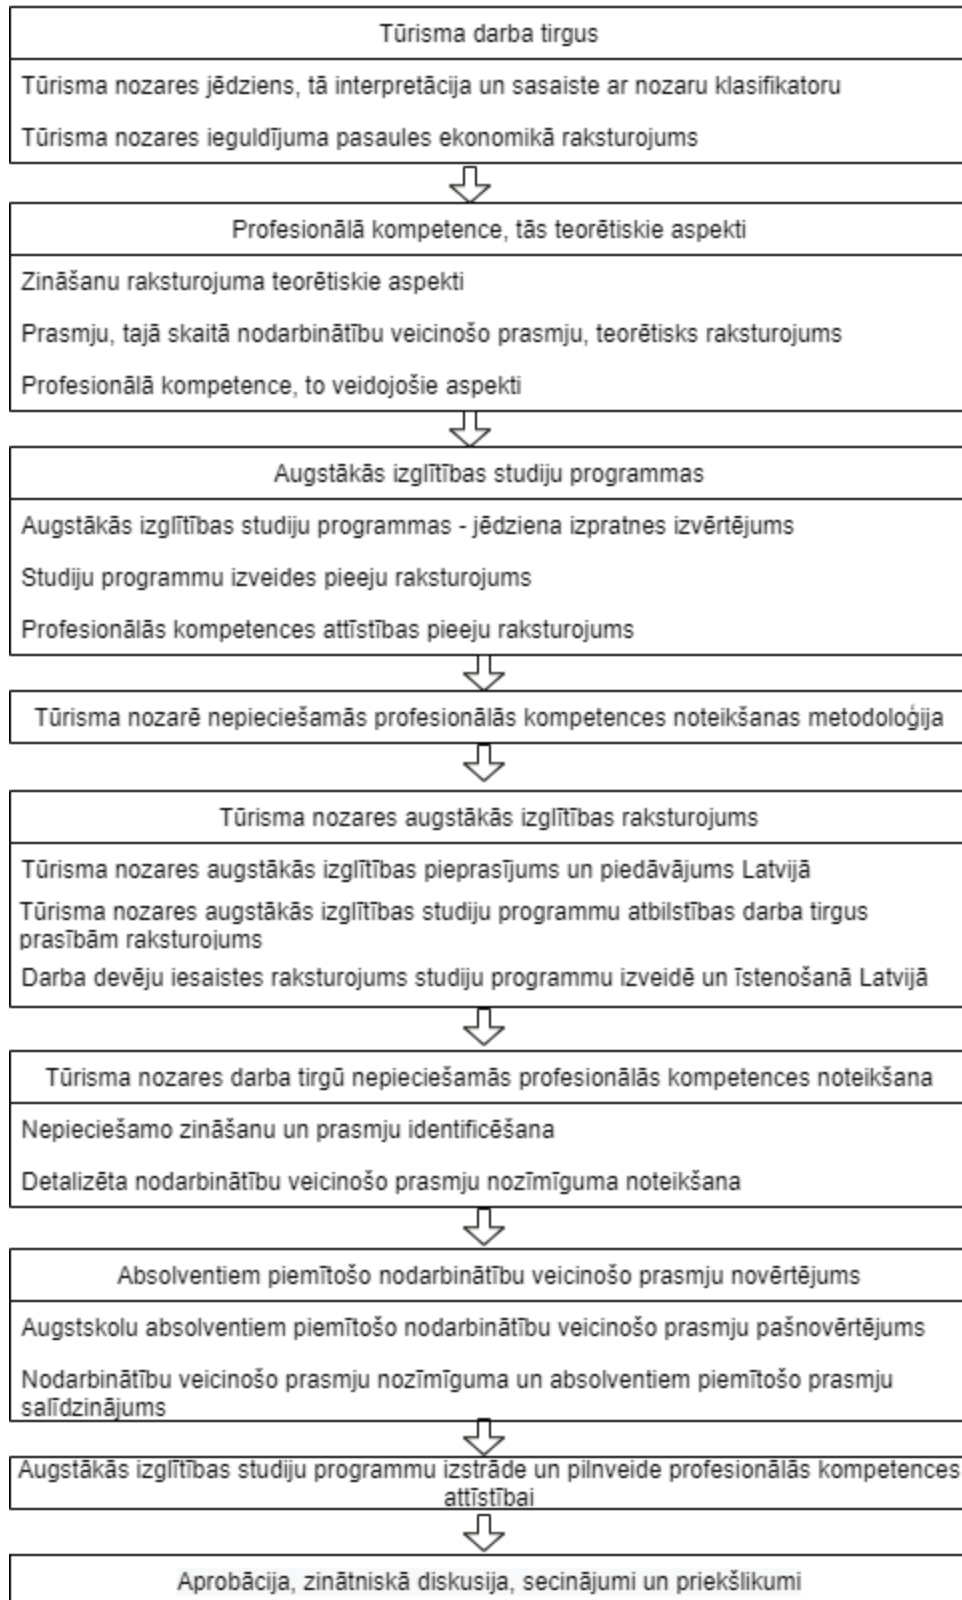 Tūrisma darba tirgus
Tūrisma nozares jēdziens, tā interpretācija un sasaiste ar nozaru klasifikatoru
Tūrisma nozares ieguldījuma pasaules ekonomikā raksturojums
Profesionālā kompetence, tās teorētiskie aspekti
Zināšanu raksturojuma teorētiskie aspekti
Prasmju, tajā skaitā nodarbinātību veicinošo prasmju, teorētisks raksturojums
Profesionālā kompetence, to veidojošie aspekti
Augstākās izglītības studiju programmas
Augstākās izglītības studiju programmas - jēdziena izpratnes izvērtējums
Studiju programmu izveides pieeju raksturojums
Profesionālās kompetences attīstības pieeju raksturojums
Tūrisma nozarē nepieciešamās profesionālās kompetences noteikšanas metodoloģija
Tūrisma nozares augstākās izglītības raksturojums
Tūrisma nozares augstākās izglītības pieprasījums un piedāvājums Latvijā
Tūrisma nozares augstākās izglītības studiju programmu atbilstības darba tirgus
prasībām raksturojums
Darba devēju iesaistes raksturojums studiju programmu izveidē un īstenošanā Latvijā
Tūrisma nozares darba tirgū nepieciešamās profesionālās kompetences noteikšana
Nepieciešamo zināšanu un prasmju identificēšana
Detalizēta nodarbinātību veicinošo prasmju nozīmīguma noteikšana
Absolventiem piemītošo nodarbinātību veicinošo prasmju novērtējums
Augstskolu absolventiem piemītošo nodarbinātību veicinošo prasmju pašnovērtējums
Nodarbinātību veicinošo prasmju nozīmīguma un absolventiem piemītošo prasmju
salīdzinājums
Augstākās izglītības studiju programmu izstrāde un pilnveide profesionālās kompetences
attīstībai
Aprobācija, zinātniskā diskusija, secinājumi un priekšlikumi